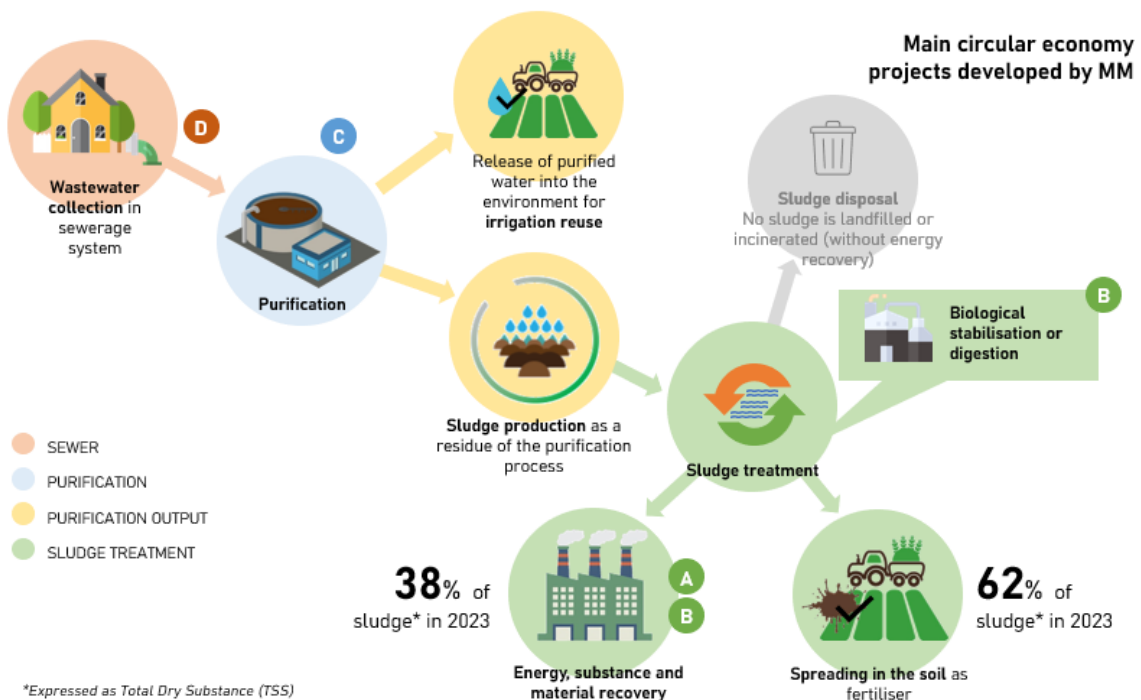 Main circular economy
projects developed by MM
D
Wastewater
collection in
sewerage
system
C
Purification
Release of purified
water into the
environment for
irrigation reuse
Sludge production as a
residue of the purification
process
Sludge disposal
No sludge is landfilled or
incinerated (without energy
recovery)
B
Biological
stabilisation or
digestion
Sludge treatment
SEWER
PURIFICATION
PURIFICATION OUTPUT
SLUDGE TREATMENT
38% of
sludge* in 2023
A
B
Energy, substance and
material recovery
62% of
sludge* in 2023
Spreading in the soil as
fertiliser
*Expressed as Total Dry Substance (TSS)